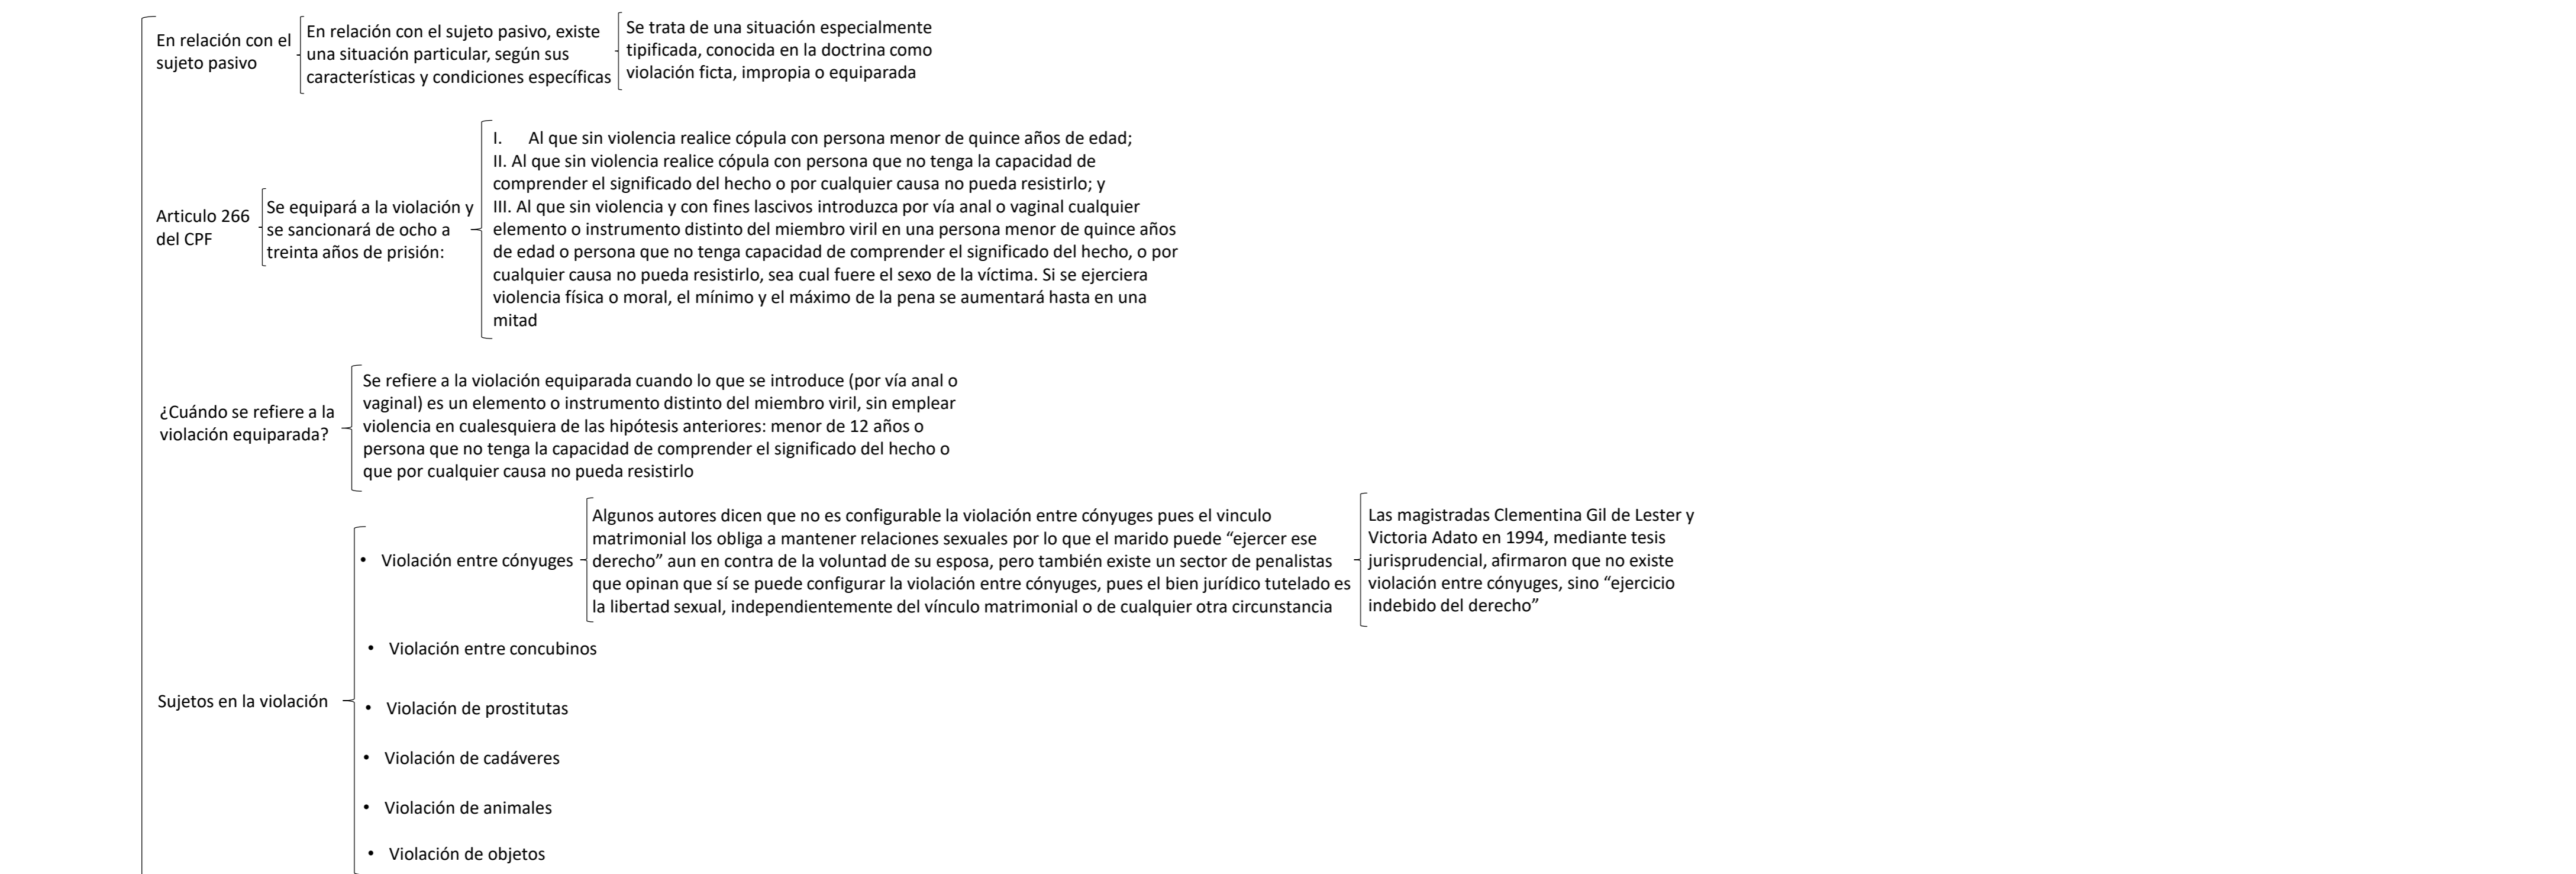 En relación con el
sujeto pasivo
En relación con el sujeto pasivo, existe
una situación particular, según sus
características y condiciones específicas
Se trata de una situación especialmente
tipificada, conocida en la doctrina como
violación ficta, impropia o equiparada
Articulo 266
del CPF
Se equipará a la violación y
se sancionará de ocho a
treinta años de prisión:
I. Al que sin violencia realice cópula con persona menor de quince años de edad;
II. Al que sin violencia realice cópula con persona que no tenga la capacidad de
comprender el significado del hecho o por cualquier causa no pueda resistirlo; y
III. Al que sin violencia y con fines lascivos introduzca por vía anal o vaginal cualquier
elemento o instrumento distinto del miembro viril en una persona menor de quince años
de edad o persona que no tenga capacidad de comprender el significado del hecho, o por
cualquier causa no pueda resistirlo, sea cual fuere el sexo de la víctima. Si se ejerciera
violencia física o moral, el mínimo y el máximo de la pena se aumentará hasta en una
mitad
¿Cuándo se refiere a la
violación equiparada?
Se refiere a la violación equiparada cuando lo que se introduce (por vía anal o
vaginal) es un elemento o instrumento distinto del miembro viril, sin emplear
violencia en cualesquiera de las hipótesis anteriores: menor de 12 años o
persona que no tenga la capacidad de comprender el significado del hecho o
que por cualquier causa no pueda resistirlo
Sujetos en la violación
• Violación entre cónyuges
Algunos autores dicen que no es configurable la violación entre cónyuges pues el vinculo
matrimonial los obliga a mantener relaciones sexuales por lo que el marido puede “ejercer ese
derecho” aun en contra de la voluntad de su esposa, pero también existe un sector de penalistas
que opinan que sí se puede configurar la violación entre cónyuges, pues el bien jurídico tutelado es
la libertad sexual, independientemente del vínculo matrimonial o de cualquier otra circunstancia
Las magistradas Clementina Gil de Lester y
Victoria Adato en 1994, mediante tesis
jurisprudencial, afirmaron que no existe
violación entre cónyuges, sino “ejercicio
indebido del derecho”
• Violación entre concubinos
• Violación de prostitutas
• Violación de cadáveres
• Violación de animales
• Violación de objetos